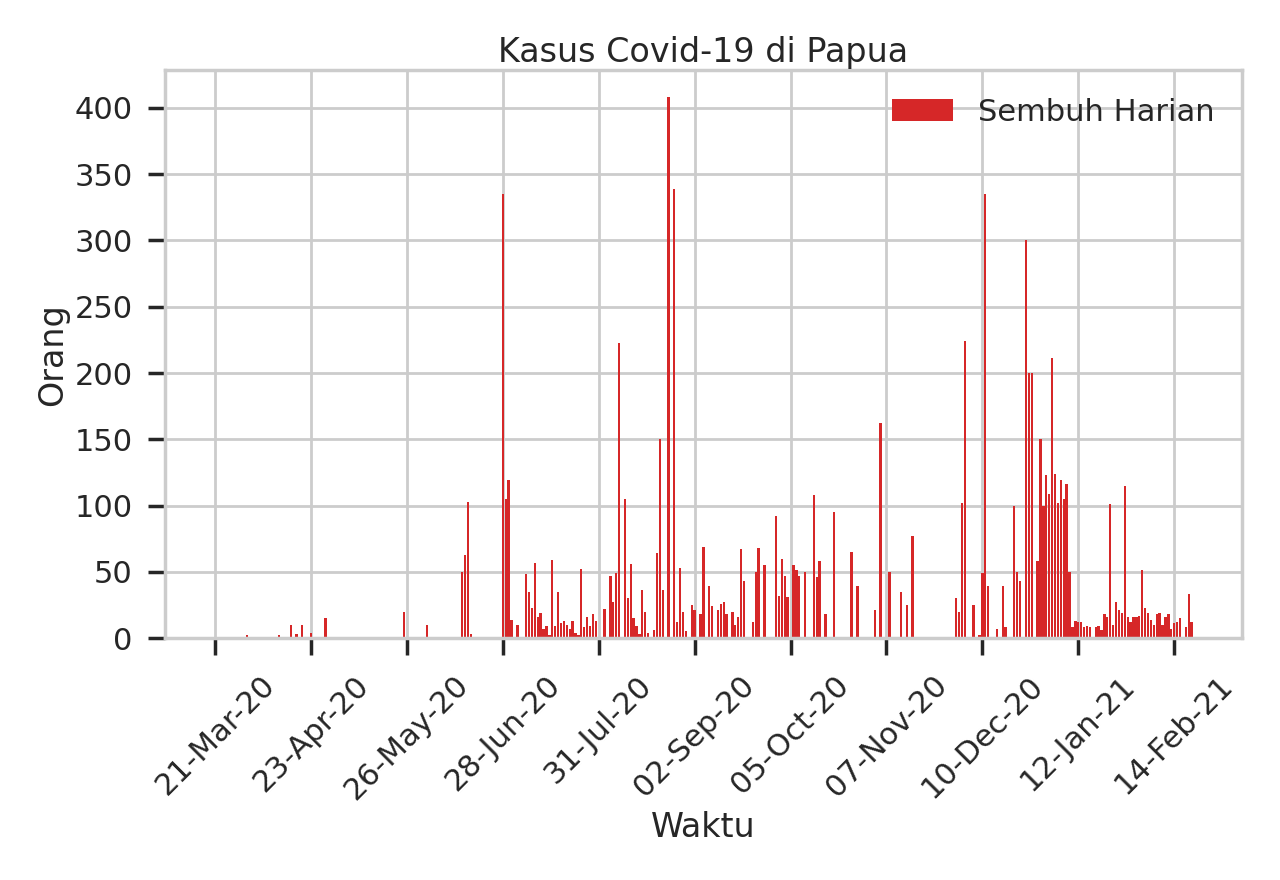 Kasus Covid-19 di Papua
Sembuh Harian
Orang
400
350
300
250
200
150
100
50
0
21-Mar-20
23-Apr-20
26-May-20
28-Jun-20
31-Jul-20
02-Sep-20
05-Oct-20
07-Nov-20
10-Dec-20
12-Jan-21
14-Feb-21
Waktu